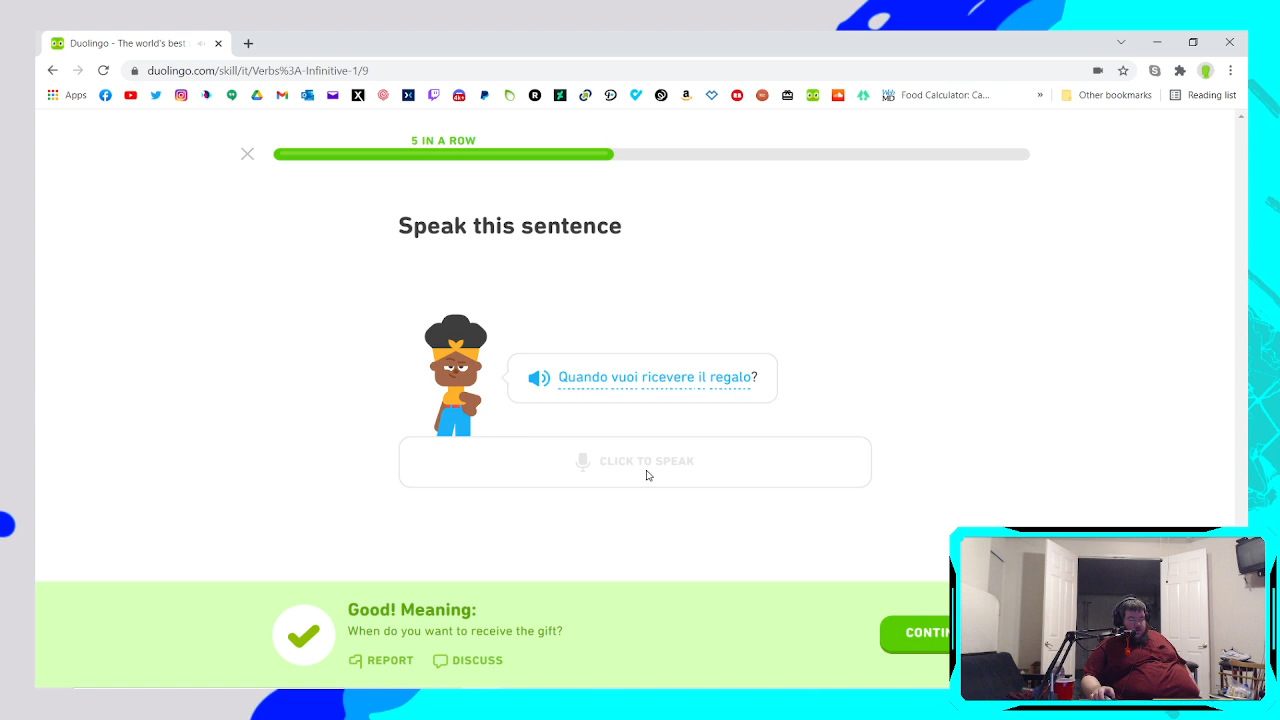 Duolingo - The world's best
duolingo.com/skill/it/Verbs%3A-Infinitive-1/9
Apps
Food Calculator: Ca...
»
Other bookmarks
Reading list
5 IN A ROW
Speak this sentence
Quando vuoi ricevere il regalo?
CLICK TO SPEAK
Good! Meaning:
When do you want to receive the gift?
REPORT
DISCUSS
CONTIN